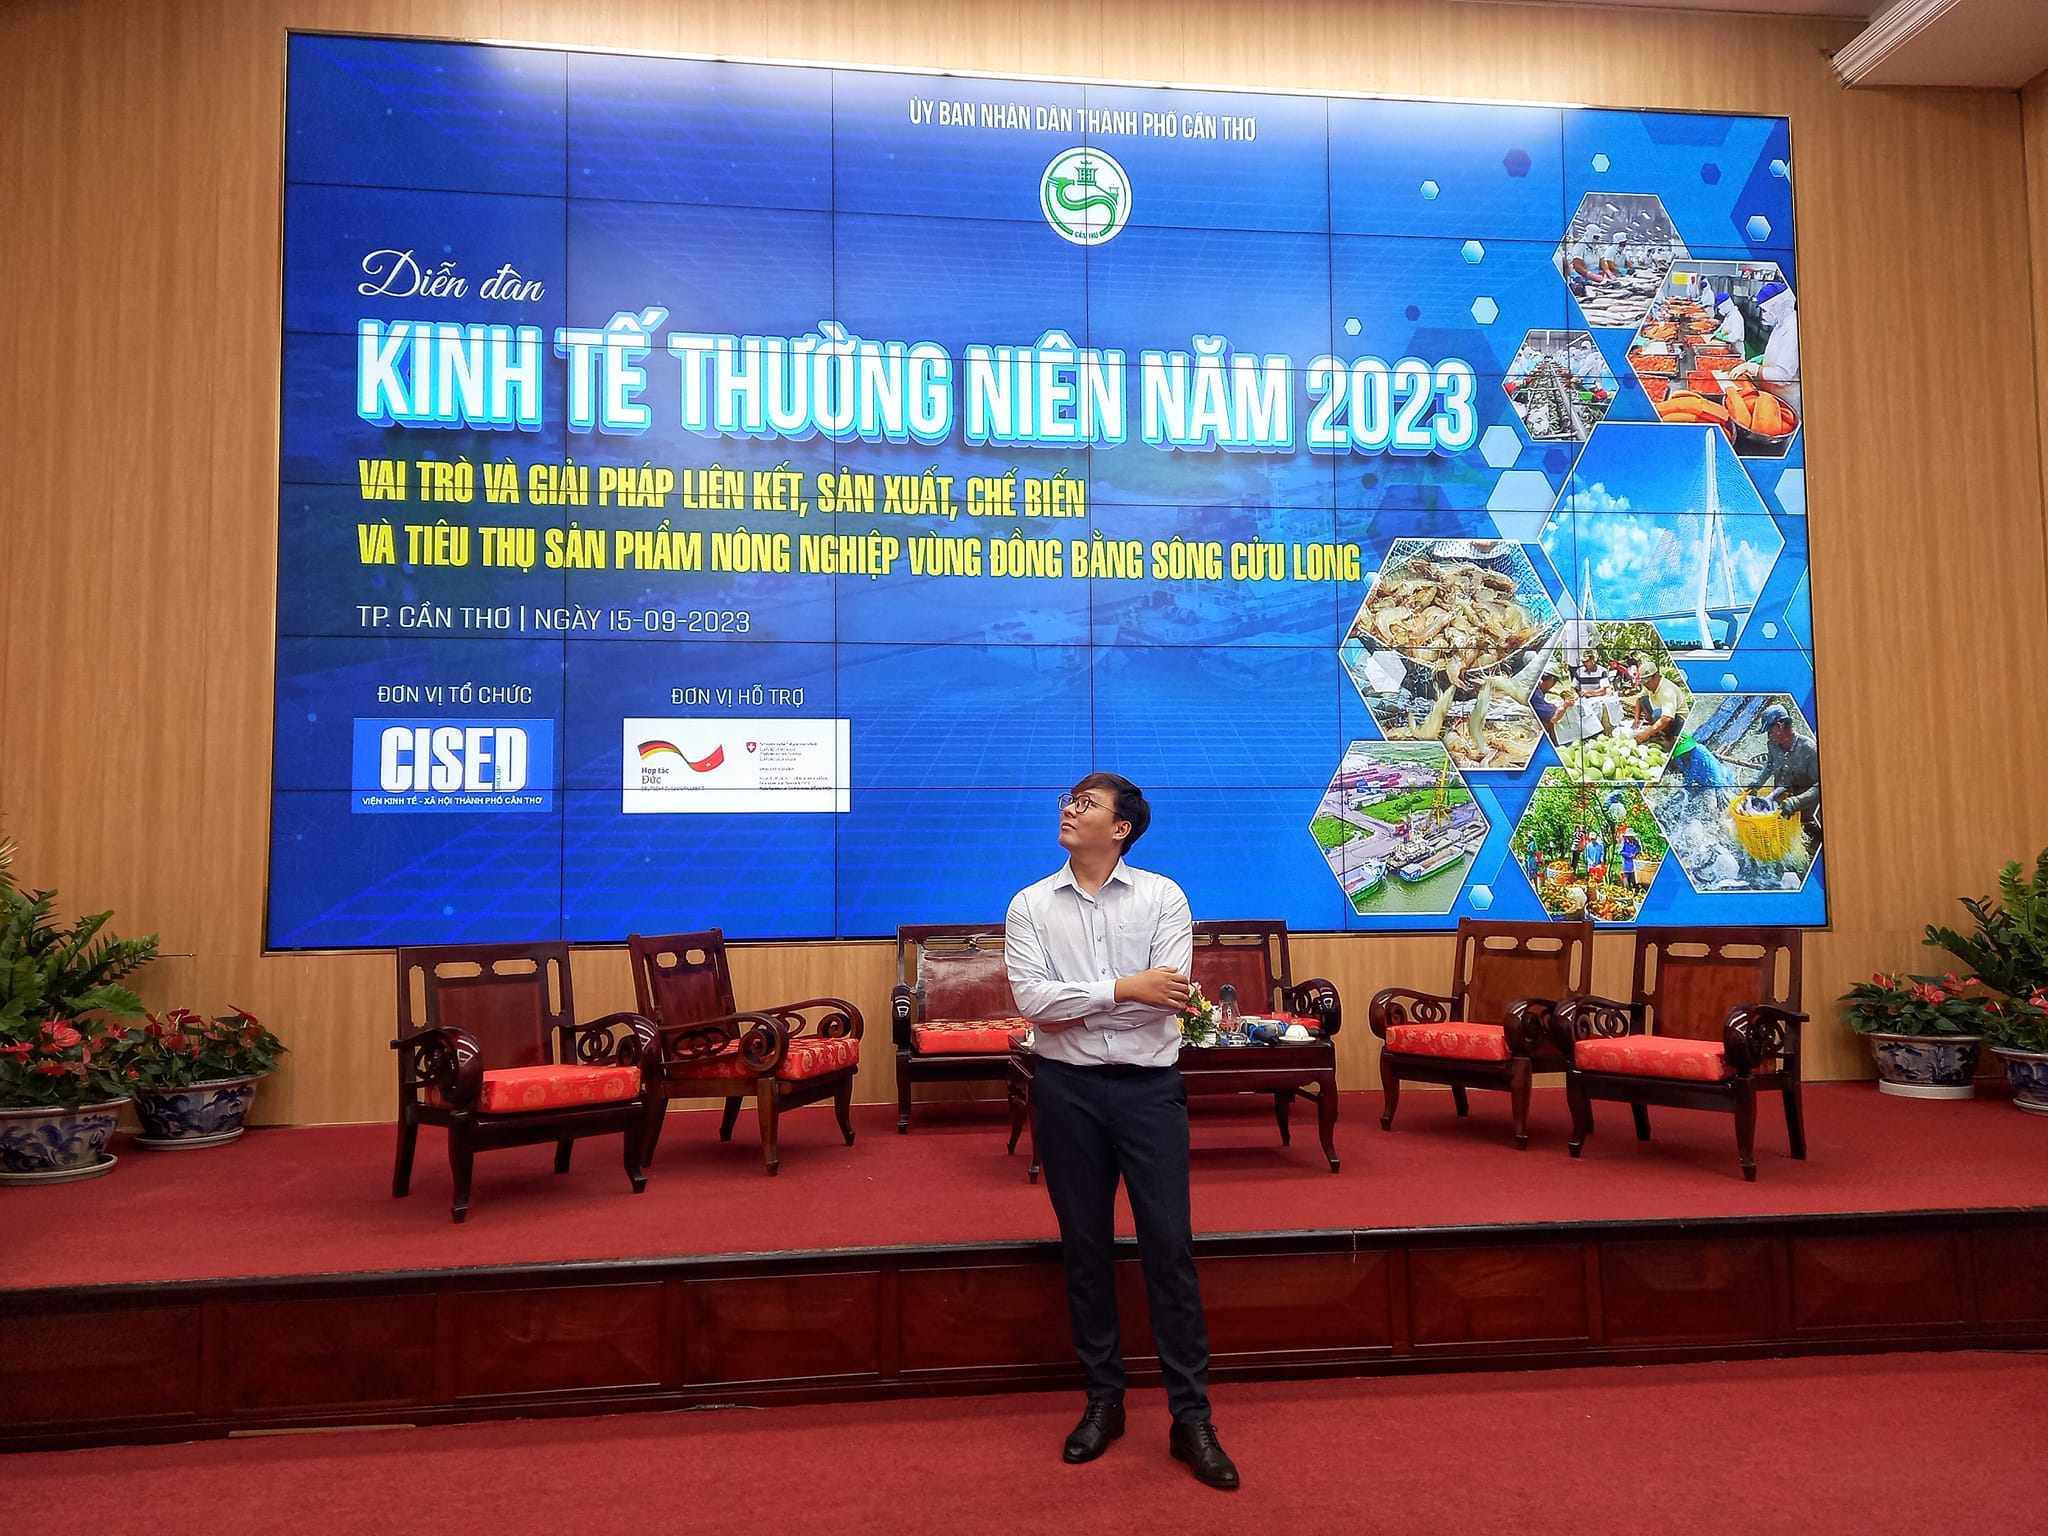 ỦY BAN NHÂN DÂN THÀNH PHỐ CẦN THƠ
CẦN THƠ
Diễn đàn
KINH TẾ THƯỜNG NIÊN NĂM 2023
VAI TRÒ VÀ GIẢI PHÁP LIÊN KẾT, SẢN XUẤT, CHẾ BIẾN
VÀ TIÊU THỤ SẢN PHẨM NÔNG NGHIỆP VÙNG ĐỒNG BẰNG SÔNG CỬU LONG
TP. CẦN THƠ | NGÀY 15-09-2023
ĐƠN VỊ TỔ CHỨC
CISED
VIỆN KINH TẾ - XÃ HỘI THÀNH PHỐ CẦN THƠ
ĐƠN VỊ HỖ TRỢ
Hợp tác
Đức